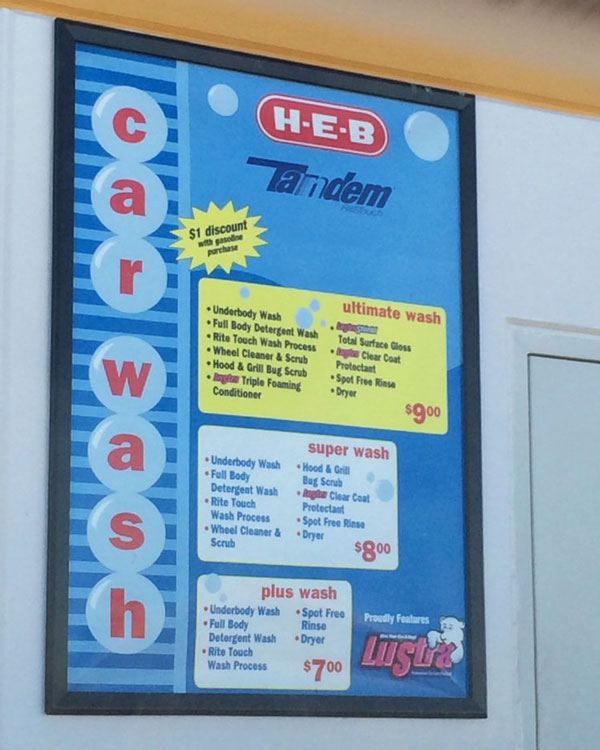 car wash
H-E-B
Tandem
$1 discount
with gasoline
purchase
ultimate wash
• Underbody Wash
• Full Body Detergent Wash
• Rite Touch Wash Process
• Wheel Cleaner & Scrub
• Hood & Grill Bug Scrub
• Triple Foaming
Conditioner
•
Total Surface Gloss
• Clear Coat
Protectant
• Spot Free Rinse
• Dryer
$9.00
super wash
• Underbody Wash
• Full Body
Detergent Wash
• Rite Touch
Wash Process
• Wheel Cleaner &
Scrub
• Hood & Grill
Bug Scrub
• Clear Coat
Protectant
• Spot Free Rinse
• Dryer
$8.00
plus wash
• Underbody Wash
• Full Body
Detergent Wash
• Rite Touch
Wash Process
• Spot Free
Rinse
• Dryer
$7.00
Proudly Features
Lustra